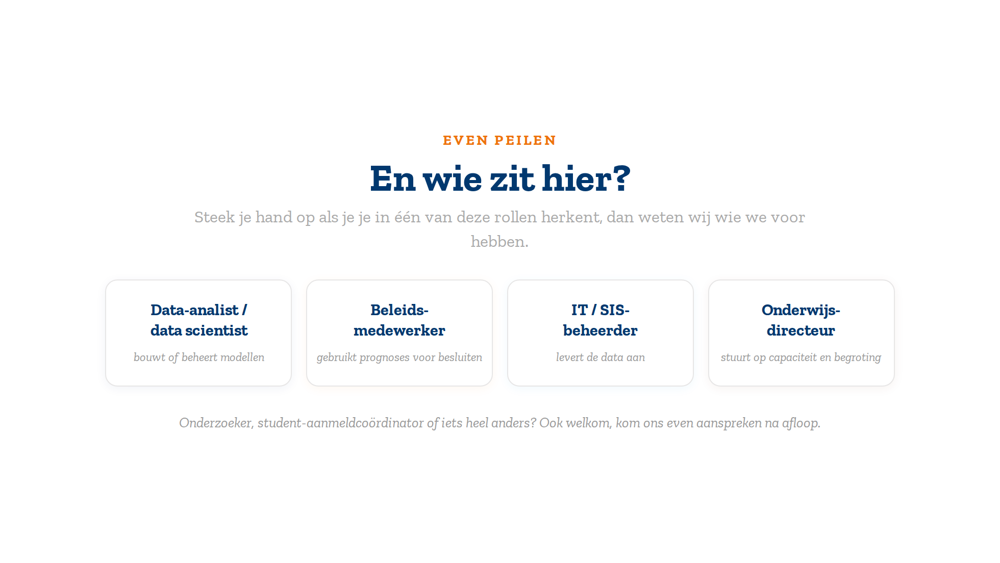 EVEN PEILEN
En wie zit hier?
Steek je hand op als je je in één van deze rollen herkent, dan weten wij wie we voor
hebben.
Data-analist /
data scientist
bouwt of beheert modellen
Beleids-
medewerker
gebruikt prognoses voor besluiten
IT / SIS-
beheerder
levert de data aan
Onderwijs-
directeur
stuurt op capaciteit en begroting
Onderzoeker, student-aanmeldcoördinator of iets heel anders? Ook welkom, kom ons even aanspreken na afloop.